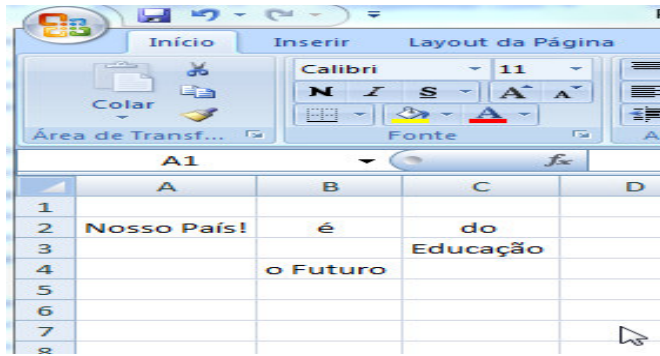 Início Inserir Layout da Página
Calibri 11
Colar N I S A A A
Área de Transf... Fonte
A1 fx
A B C D
1
2 Nosso País! é do
3 Educação
4 o Futuro
5
6
7
8